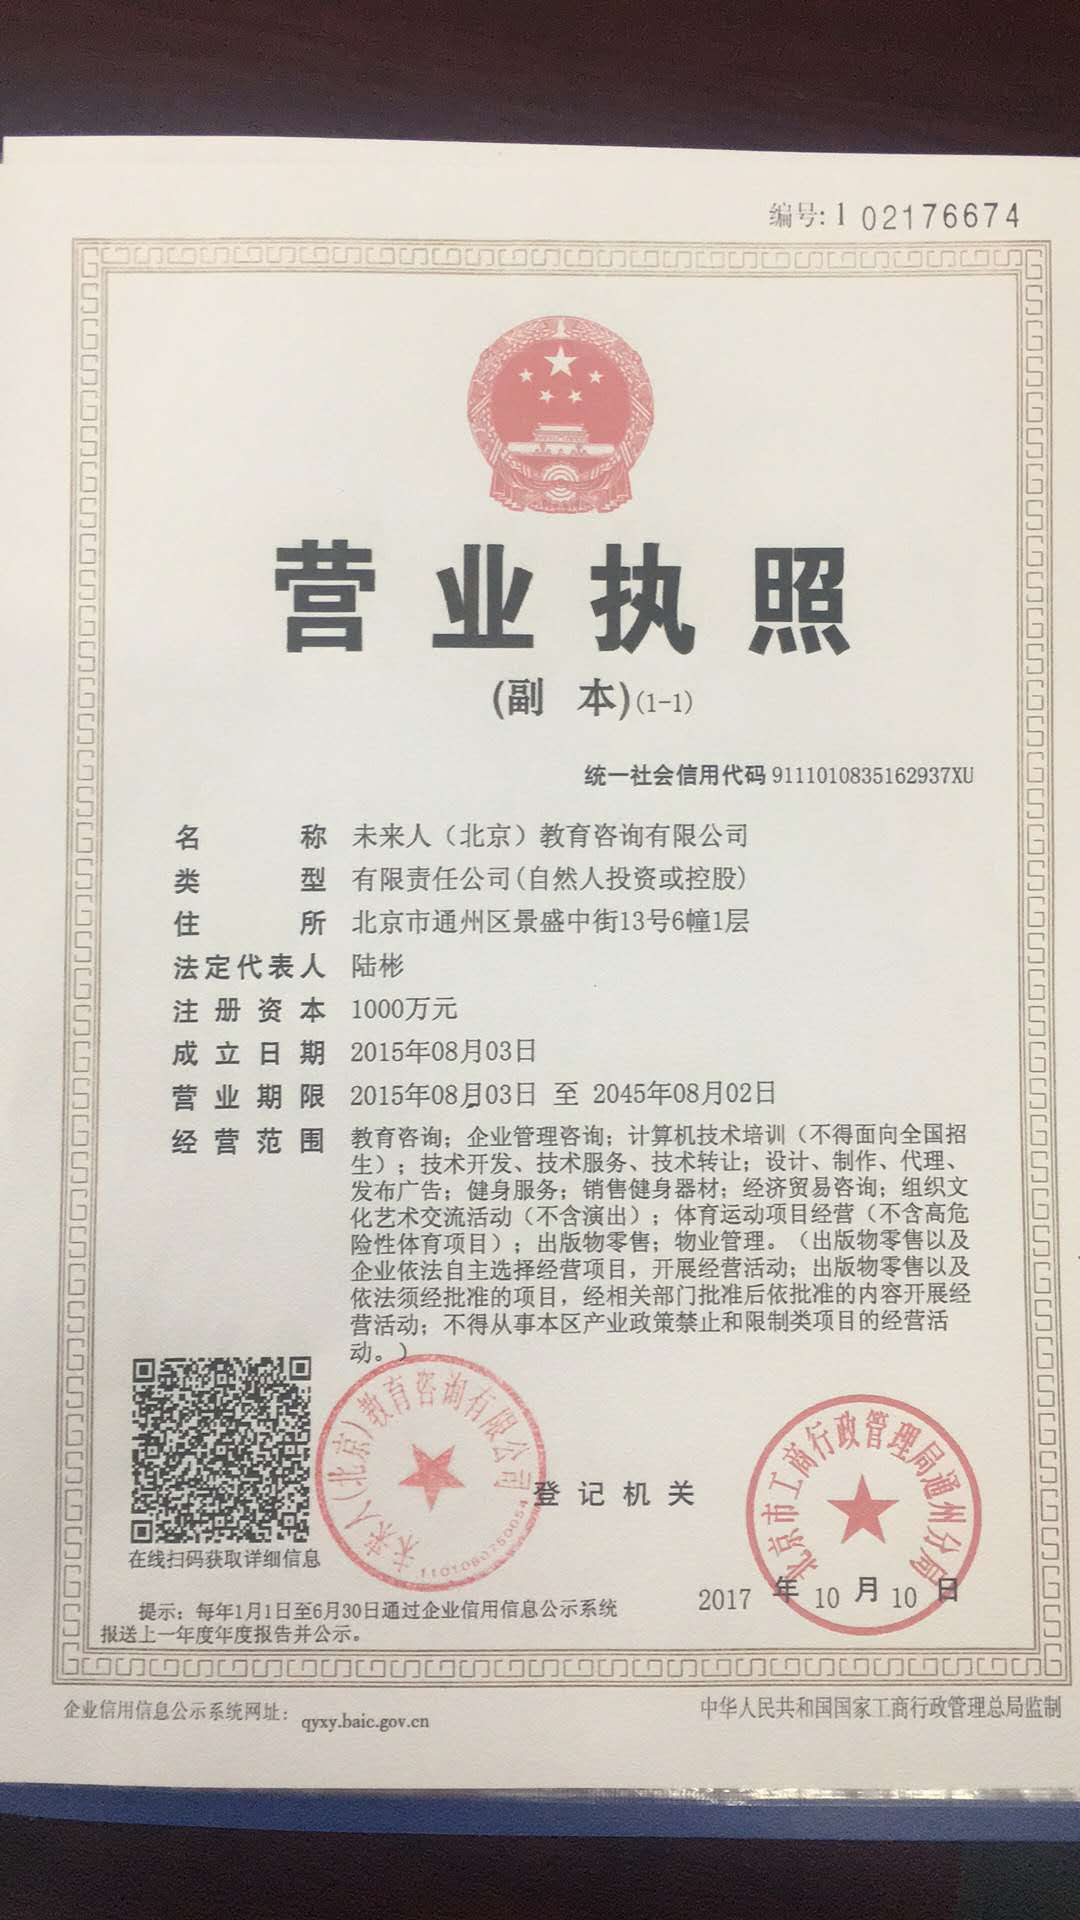 编号: 1 02176674
营业执照
(副 本)(1-1)
统一社会信用代码 9111010835162937XU
名 称 未来人（北京）教育咨询有限公司
类 型 有限责任公司(自然人投资或控股)
住 所 北京市通州区景盛中街13号6幢1层
法定代表人 陆彬
注册资本 1000万元
成立日期 2015年08月03日
营业期限 2015年08月03日 至 2045年08月02日
经营范围 教育咨询；企业管理咨询；计算机技术培训（不得面向全国招
生）；技术开发、技术服务、技术转让；设计、制作、代理、
发布广告；健身服务；销售健身器材；经济贸易咨询；组织文
化艺术交流活动（不含演出）；体育运动项目经营（不含高危
险性体育项目）；出版物零售；物业管理。（出版物零售以及
企业依法自主选择经营项目，开展经营活动；出版物零售以及
依法须经批准的项目，经相关部门批准后依批准的内容开展经
营活动；不得从事本区产业政策禁止和限制类项目的经营活
动。）
未来人(北京)教育咨询有限公司
1101080750054
在线扫码获取详细信息
登记机关
北京市工商行政管理局通州分局
2017 年 10 月 10 日
提示：每年1月1日至6月30日通过企业信用信息公示系统
报送上一年度年度报告并公示。
企业信用信息公示系统网址： qyxy.baic.gov.cn
中华人民共和国国家工商行政管理总局监制